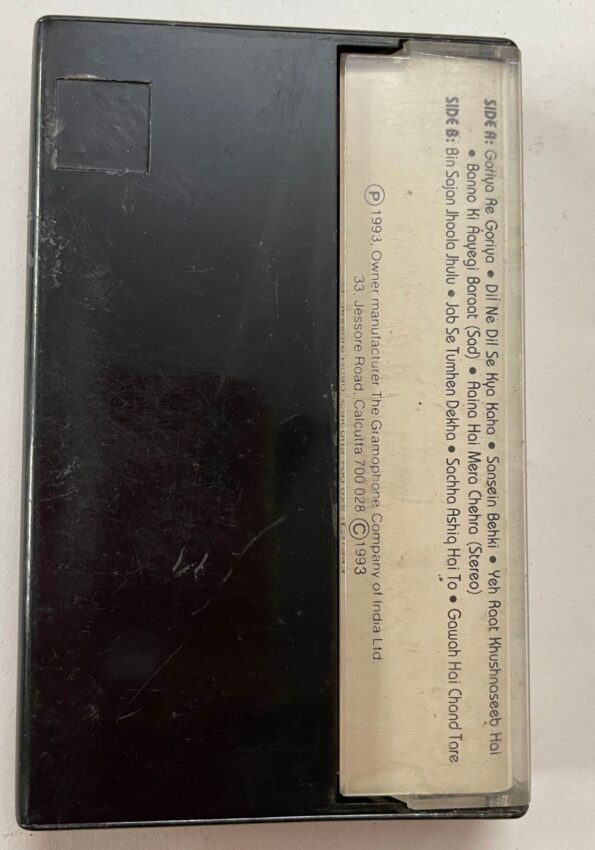 SIDE A: Goriya Re Goriya • Dil Ne Dil Se Kya Kaha • Sansein Behki • Yeh Raat Khushnaseeb Hai
• Banno Ki Aayegi Baraat (Sad) • Aaina Hai Mera Chehra (Stereo)
SIDE B: Bin Sajan Jhoola Jhulu • Jab Se Tumhen Dekha • Sachha Ashiq Hai To • Gawah Hai Chand Tare
Ⓟ 1993, Owner manufacturer The Gramophone Company of India Ltd.
33, Jessore Road, Calcutta 700 028 © 1993